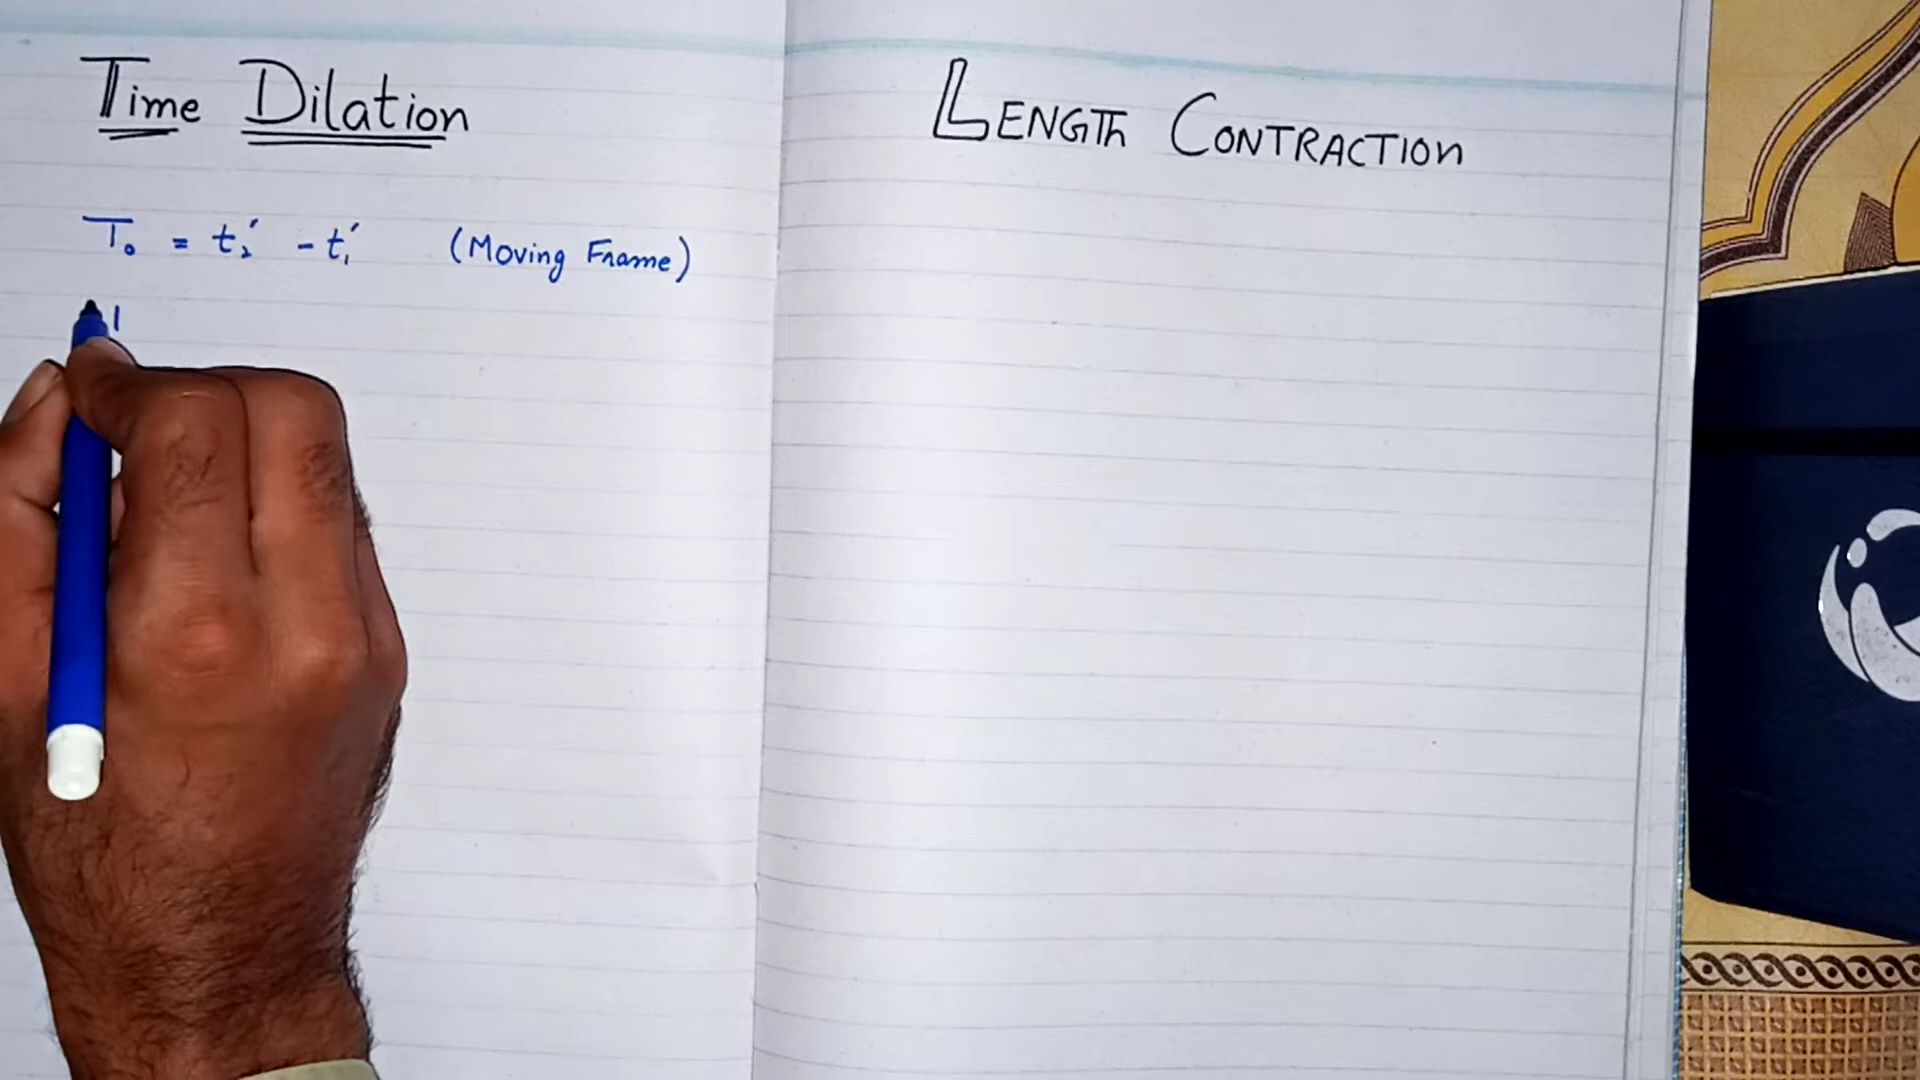 Time Dilation
T₀ = t₂′ - t₁′ (Moving Frame)
LENGTh CONTRACTION